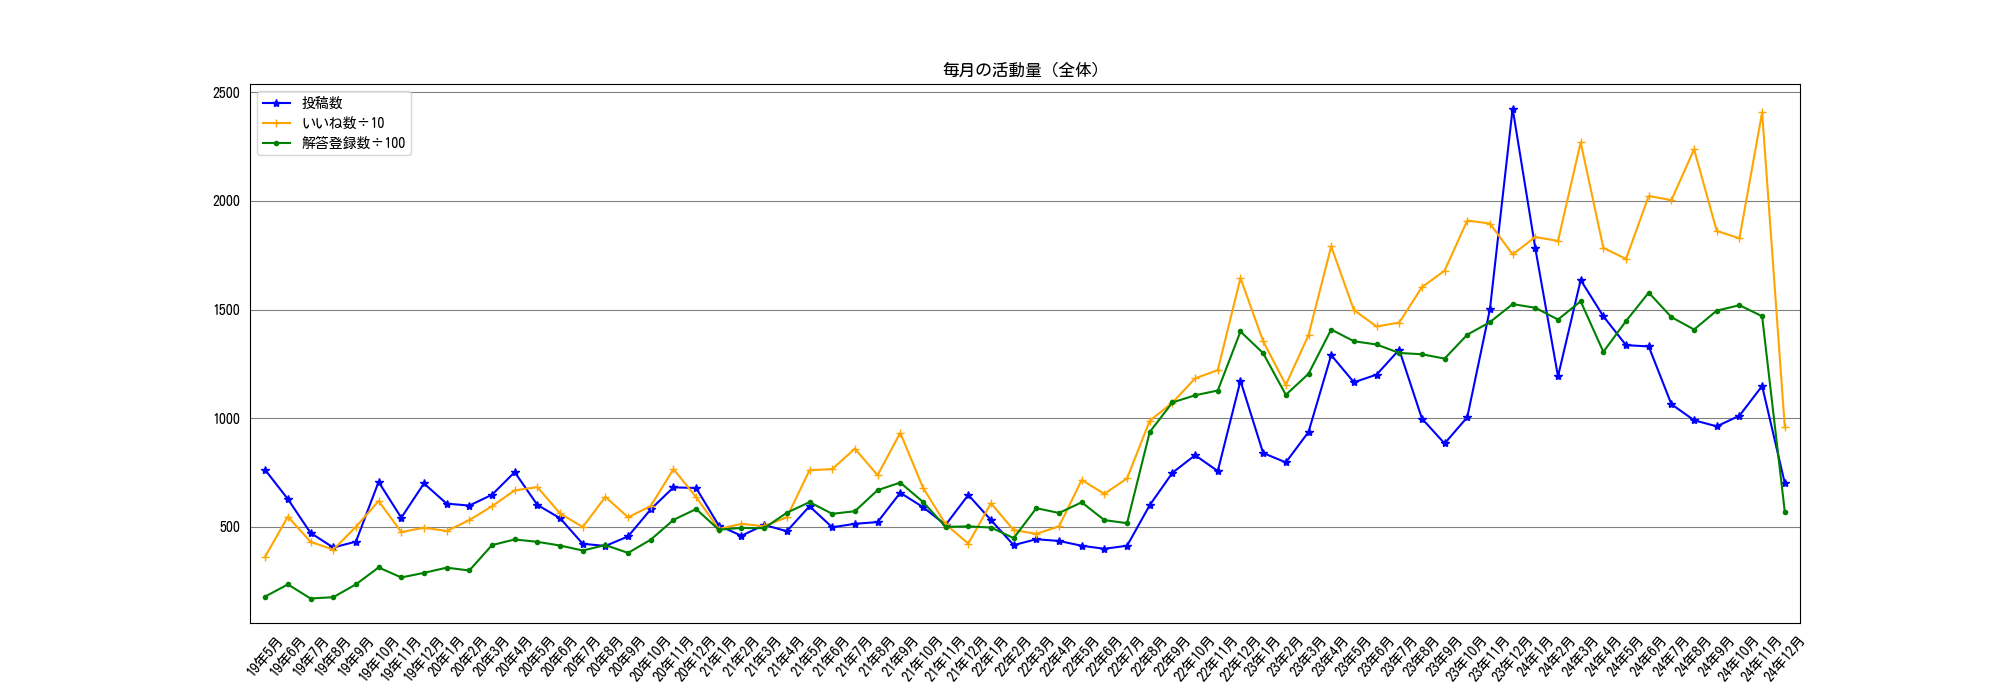 毎月の活動量（全体）
投稿数
いいね数÷10
解答登録数÷100
2500
2000
1500
1000
500
19年5月
19年6月
19年7月
19年8月
19年9月
19年10月
19年11月
19年12月
20年1月
20年2月
20年3月
20年4月
20年5月
20年6月
20年7月
20年8月
20年9月
20年10月
20年11月
20年12月
21年1月
21年2月
21年3月
21年4月
21年5月
21年6月
21年7月
21年8月
21年9月
21年10月
21年11月
21年12月
22年1月
22年2月
22年3月
22年4月
22年5月
22年6月
22年7月
22年8月
22年9月
22年10月
22年11月
22年12月
23年1月
23年2月
23年3月
23年4月
23年5月
23年6月
23年7月
23年8月
23年9月
23年10月
23年11月
23年12月
24年1月
24年2月
24年3月
24年4月
24年5月
24年6月
24年7月
24年8月
24年9月
24年10月
24年11月
24年12月